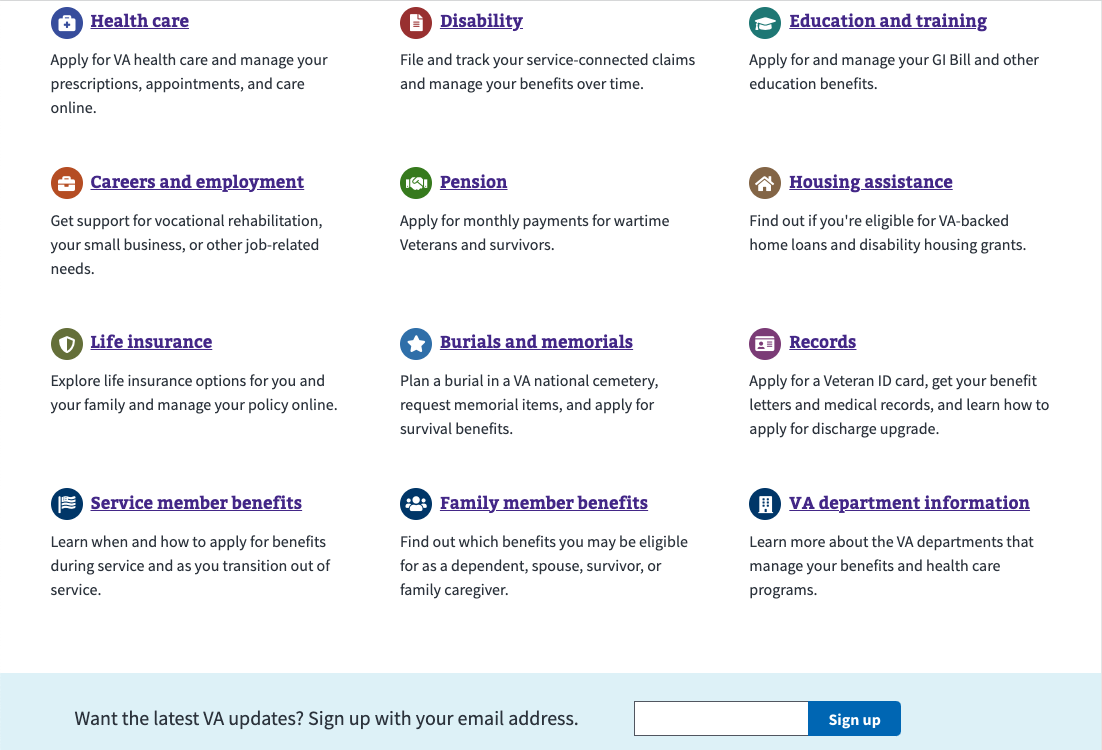 Health care
Apply for VA health care and manage your
prescriptions, appointments, and care
online.
Disability
File and track your service-connected claims
and manage your benefits over time.
Education and training
Apply for and manage your GI Bill and other
education benefits.
Careers and employment
Get support for vocational rehabilitation,
your small business, or other job-related
needs.
Pension
Apply for monthly payments for wartime
Veterans and survivors.
Housing assistance
Find out if you're eligible for VA-backed
home loans and disability housing grants.
Life insurance
Explore life insurance options for you and
your family and manage your policy online.
Burials and memorials
Plan a burial in a VA national cemetery,
request memorial items, and apply for
survival benefits.
Records
Apply for a Veteran ID card, get your benefit
letters and medical records, and learn how to
apply for discharge upgrade.
Service member benefits
Learn when and how to apply for benefits
during service and as you transition out of
service.
Family member benefits
Find out which benefits you may be eligible
for as a dependent, spouse, survivor, or
family caregiver.
VA department information
Learn more about the VA departments that
manage your benefits and health care
programs.
Want the latest VA updates? Sign up with your email address.
Sign up